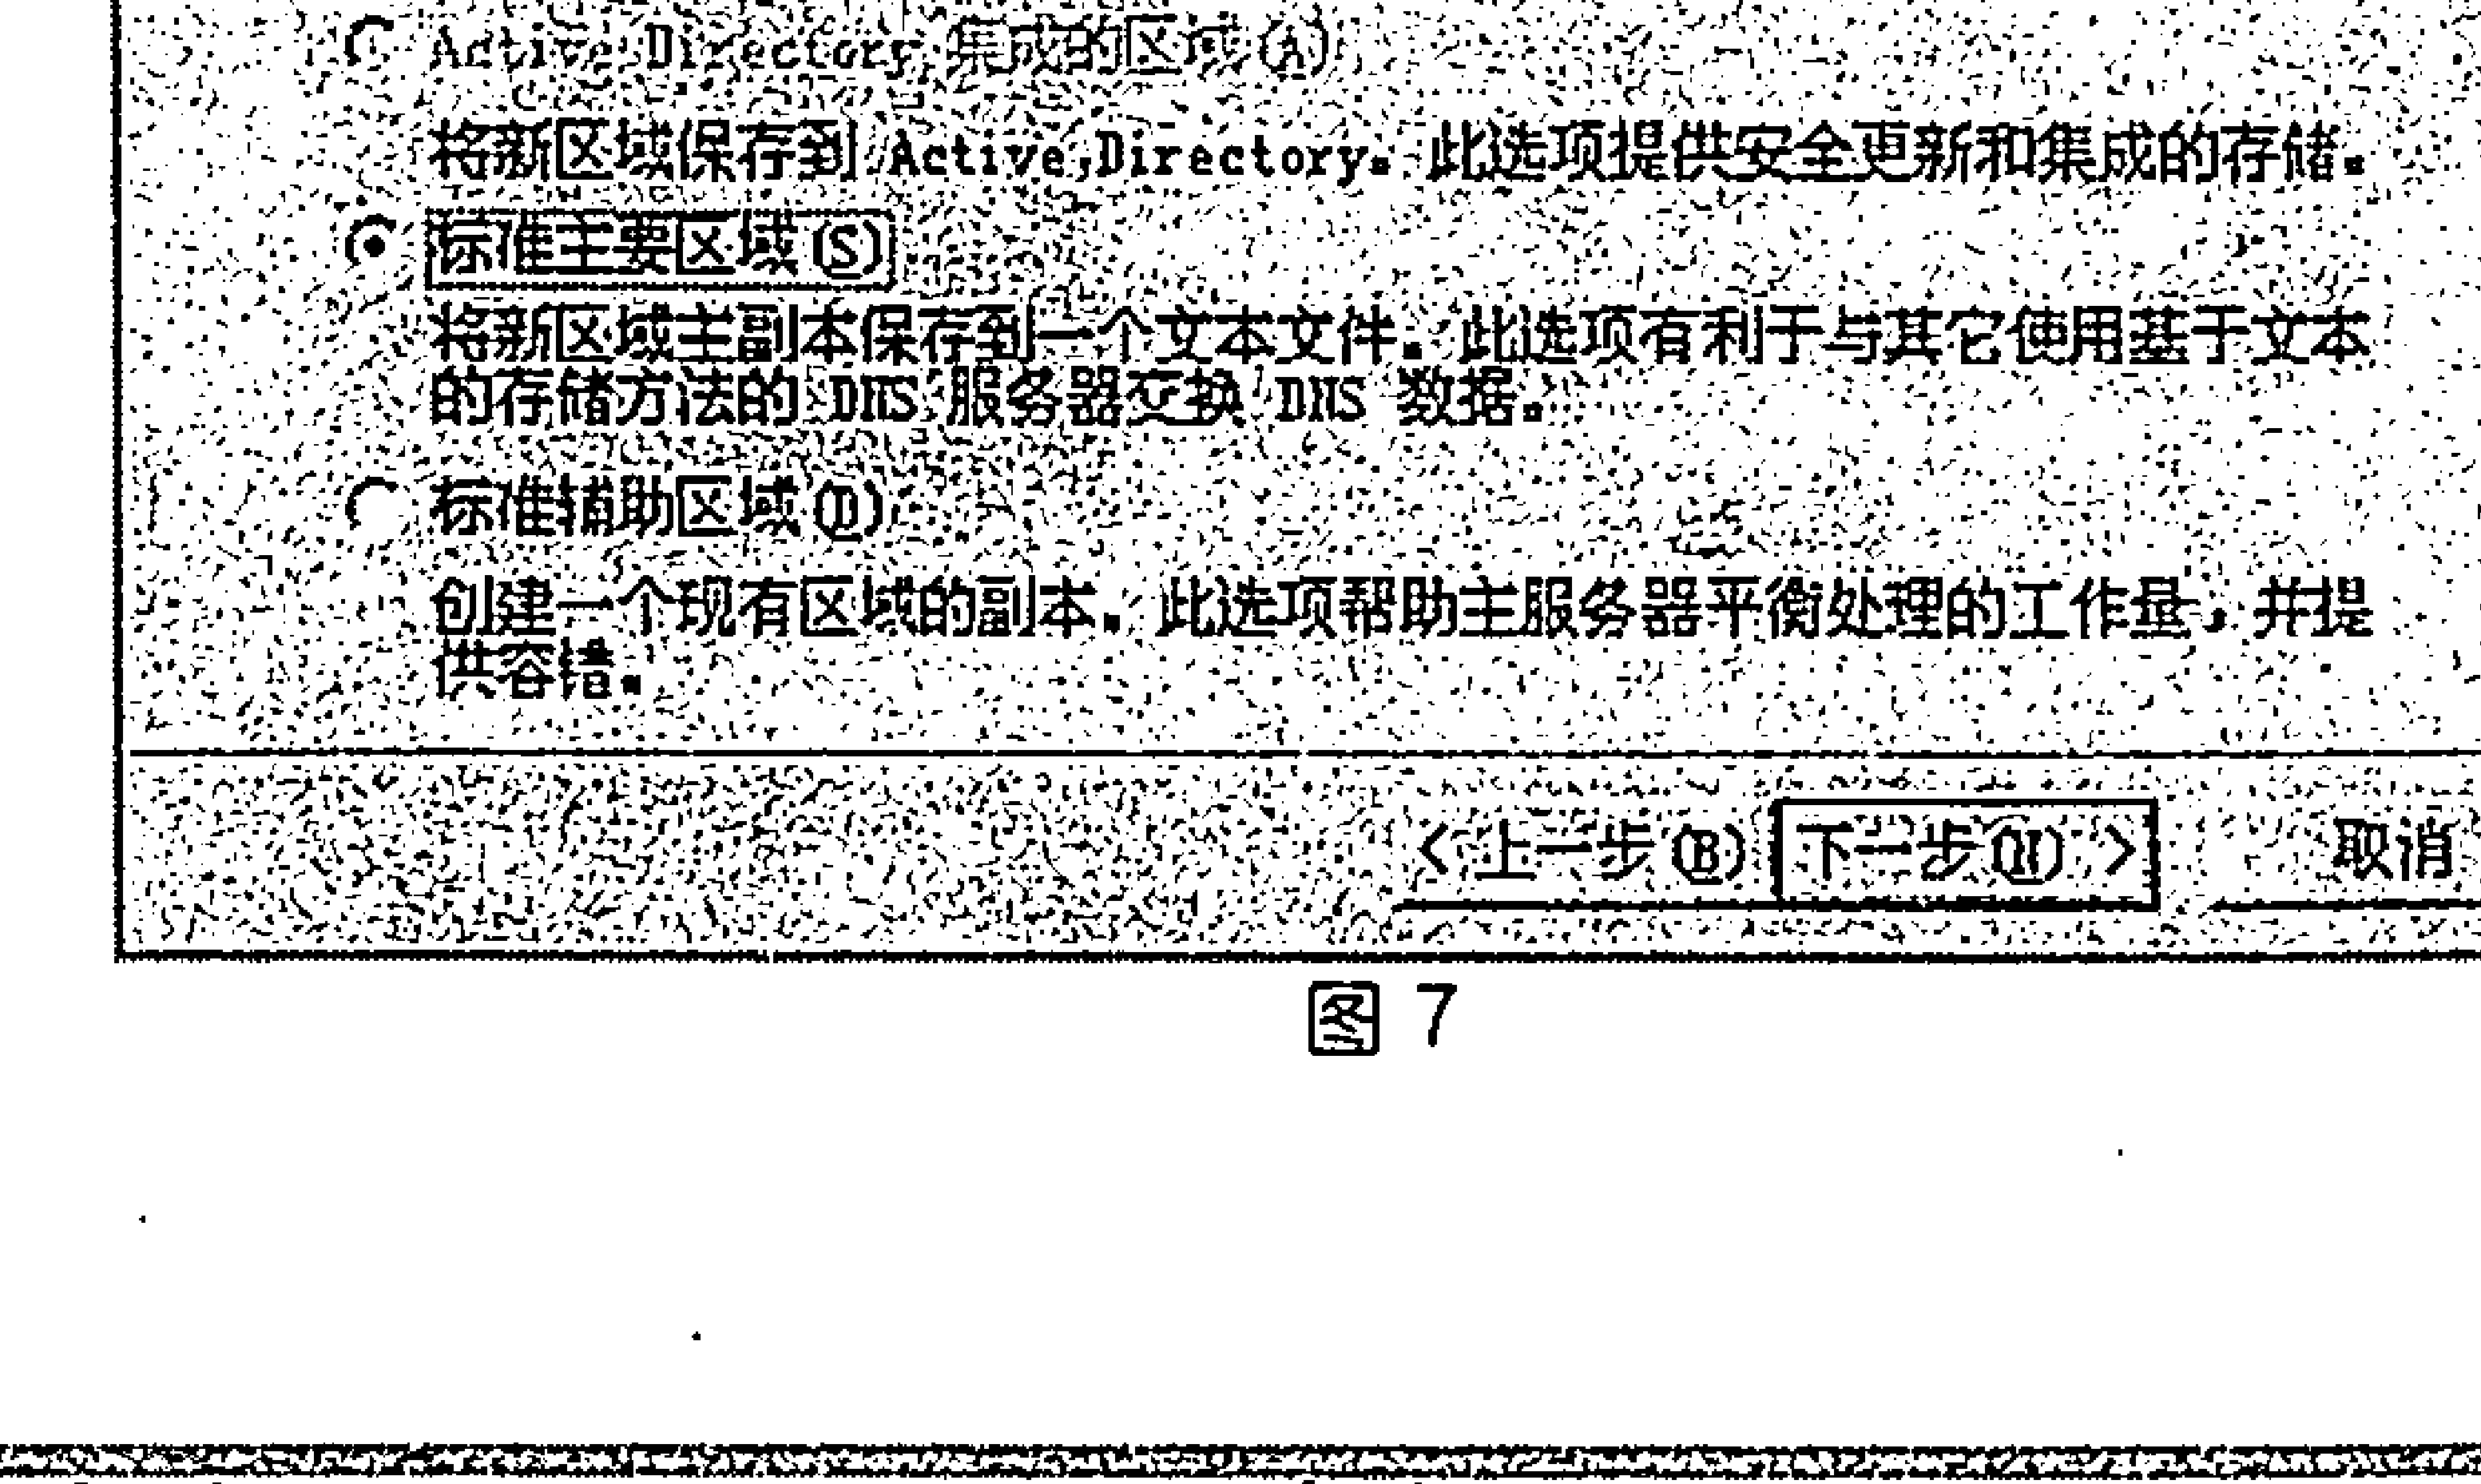 Active Directory 集成的区域(A)
将新区域保存到 Active Directory。此选项提供安全更新和集成的存储。
标准主要区域(S)
将新区域主副本保存到一个文本文件。此选项有利于与其它使用基于文本
的存储方法的 DNS 服务器交换 DNS 数据。
标准辅助区域(D)
创建一个现有区域的副本。此选项帮助主服务器平衡处理的工作量，并提
供容错。
<上一步(B) 下一步(N) > 取消
图 7